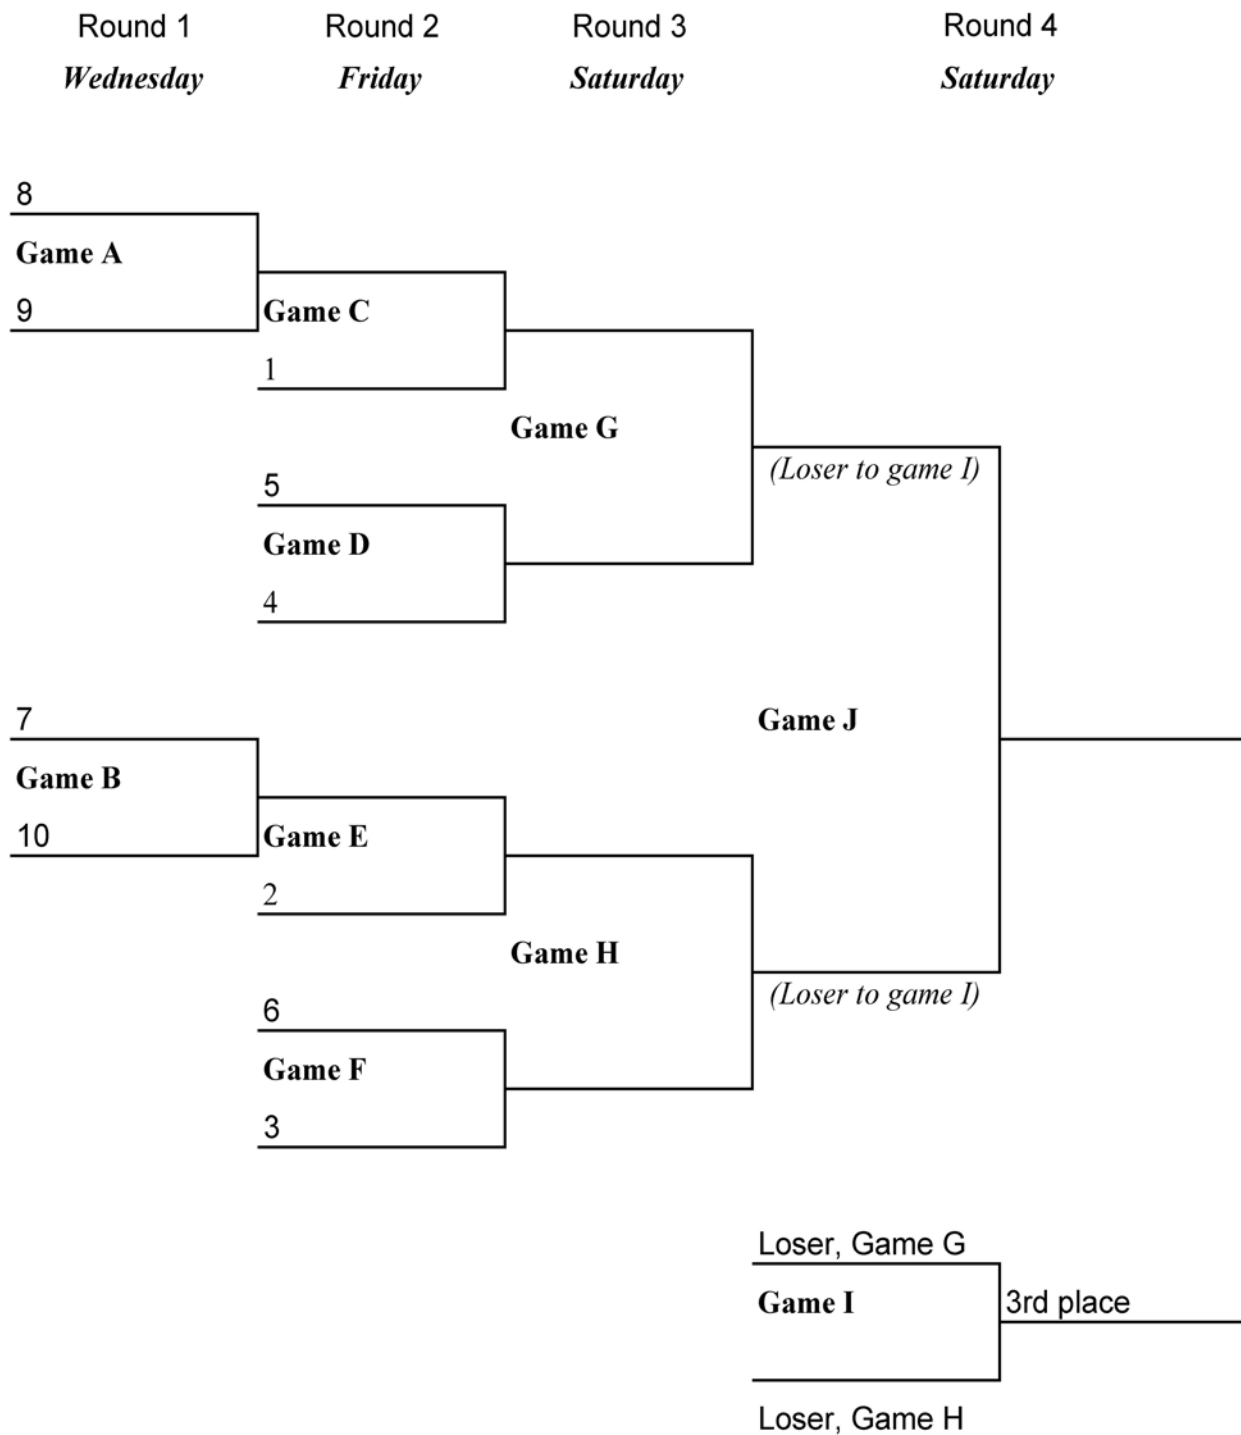 Round 1 Round 2 Round 3 Round 4
Wednesday Friday Saturday Saturday
8
Game A
9
Game C
1
Game G
5
(Loser to game I)
Game D
4
7
Game J
Game B
10
Game E
2
Game H
6
(Loser to game I)
Game F
3
Loser, Game G
Game I
3rd place
Loser, Game H